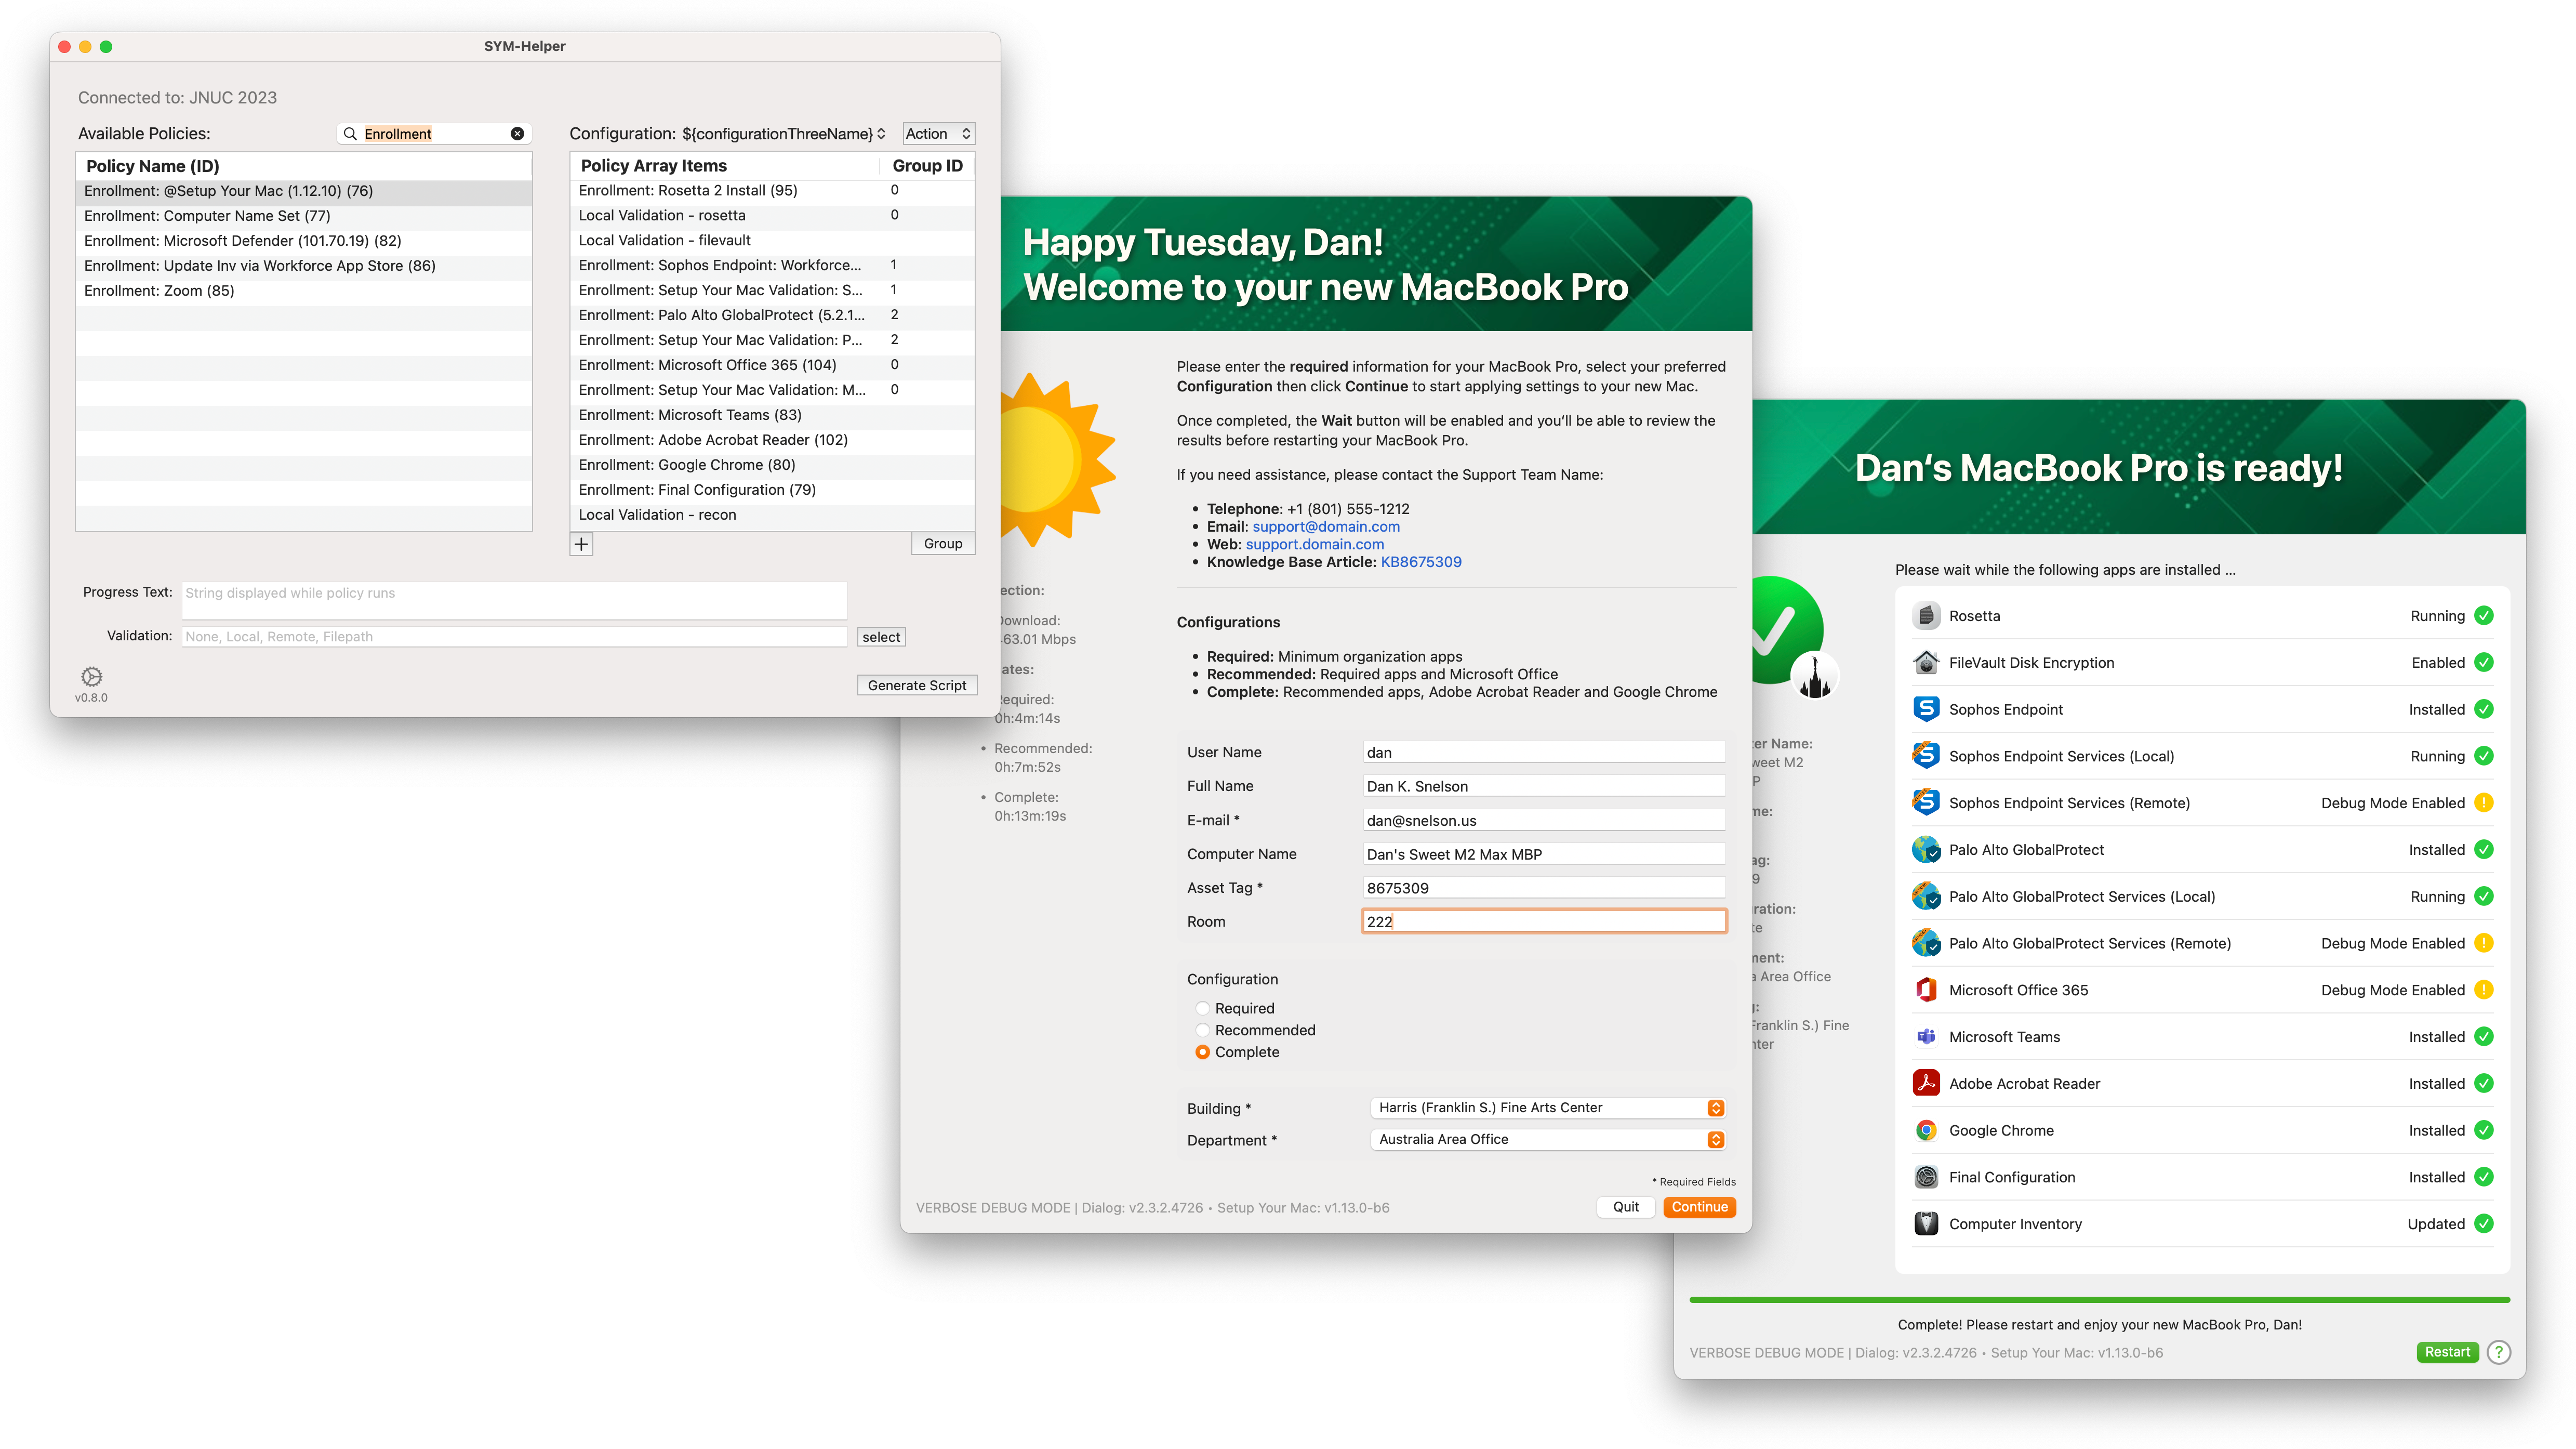 SYM-Helper
Connected to: JNUC 2023
Available Policies:
Enrollment
Policy Name (ID)
Enrollment: @Setup Your Mac (1.12.10) (76)
Enrollment: Computer Name Set (77)
Enrollment: Microsoft Defender (101.70.19) (82)
Enrollment: Update Inv via Workforce App Store (86)
Enrollment: Zoom (85)
Configuration: ${configurationThreeName}
Action
Policy Array Items Group ID
Enrollment: Rosetta 2 Install (95) 0
Local Validation - rosetta 0
Local Validation - filevault
Enrollment: Sophos Endpoint: Workforce... 1
Enrollment: Setup Your Mac Validation: S... 1
Enrollment: Palo Alto GlobalProtect (5.2.1... 2
Enrollment: Setup Your Mac Validation: P... 2
Enrollment: Microsoft Office 365 (104) 0
Enrollment: Setup Your Mac Validation: M... 0
Enrollment: Microsoft Teams (83)
Enrollment: Adobe Acrobat Reader (102)
Enrollment: Google Chrome (80)
Enrollment: Final Configuration (79)
Local Validation - recon
+
Group
Progress Text: String displayed while policy runs
Validation: None, Local, Remote, Filepath
select
v0.8.0
Generate Script
Happy Tuesday, Dan!
Welcome to your new MacBook Pro
Please enter the required information for your MacBook Pro, select your preferred
Configuration then click Continue to start applying settings to your new Mac.
Once completed, the Wait button will be enabled and you'll be able to review the
results before restarting your MacBook Pro.
If you need assistance, please contact the Support Team Name:
• Telephone: +1 (801) 555-1212
• Email: support@domain.com
• Web: support.domain.com
• Knowledge Base Article: KB8675309
ection:
Download:
463.01 Mbps
ates:
Required:
0h:4m:14s
• Recommended:
0h:7m:52s
• Complete:
0h:13m:19s
Configurations
• Required: Minimum organization apps
• Recommended: Required apps and Microsoft Office
• Complete: Recommended apps, Adobe Acrobat Reader and Google Chrome
User Name dan
Full Name Dan K. Snelson
E-mail * dan@snelson.us
Computer Name Dan's Sweet M2 Max MBP
Asset Tag * 8675309
Room 222
Configuration
Required
Recommended
Complete
Building * Harris (Franklin S.) Fine Arts Center
Department * Australia Area Office
* Required Fields
VERBOSE DEBUG MODE | Dialog: v2.3.2.4726 • Setup Your Mac: v1.13.0-b6
Quit
Continue
Dan‘s MacBook Pro is ready!
Please wait while the following apps are installed ...
Rosetta Running
FileVault Disk Encryption Enabled
Sophos Endpoint Installed
Sophos Endpoint Services (Local) Running
Sophos Endpoint Services (Remote) Debug Mode Enabled
Palo Alto GlobalProtect Installed
Palo Alto GlobalProtect Services (Local) Running
Palo Alto GlobalProtect Services (Remote) Debug Mode Enabled
Microsoft Office 365 Debug Mode Enabled
Microsoft Teams Installed
Adobe Acrobat Reader Installed
Google Chrome Installed
Final Configuration Installed
Computer Inventory Updated
ter Name:
weet M2
P
me:
ag:
9
ration:
te
ment:
a Area Office
g:
Franklin S.) Fine
nter
Complete! Please restart and enjoy your new MacBook Pro, Dan!
VERBOSE DEBUG MODE | Dialog: v2.3.2.4726 • Setup Your Mac: v1.13.0-b6
Restart
?